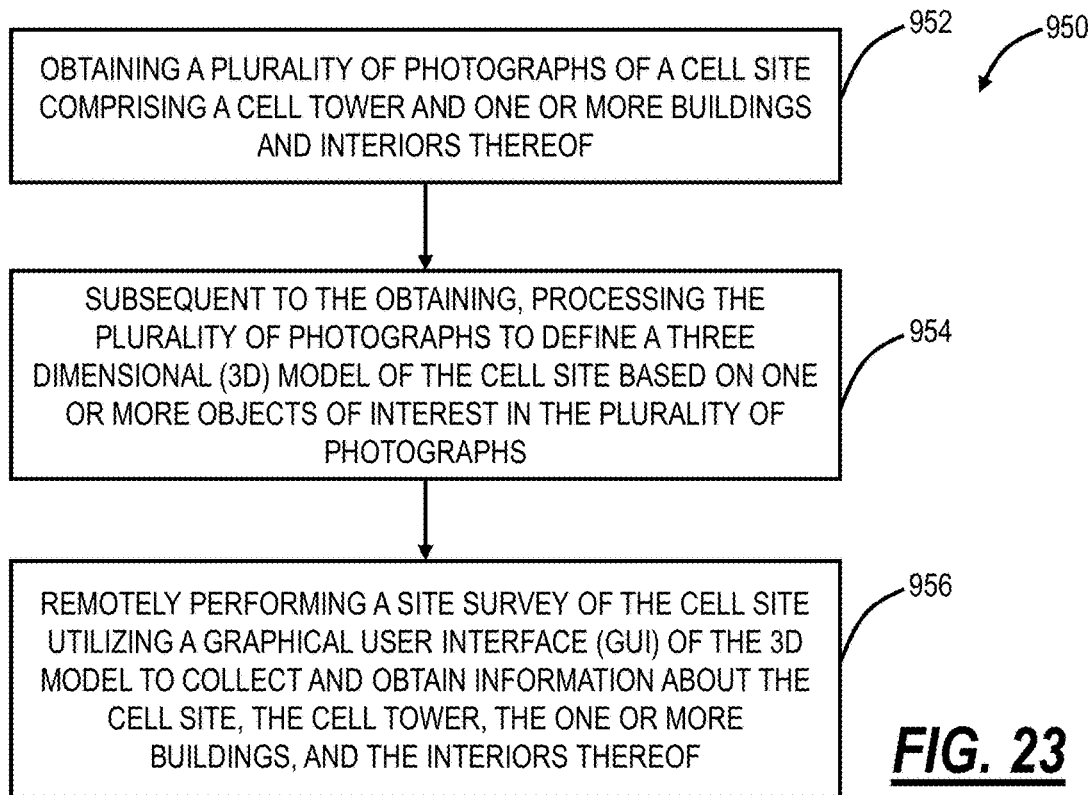 952
950
OBTAINING A PLURALITY OF PHOTOGRAPHS OF A CELL SITE
COMPRISING A CELL TOWER AND ONE OR MORE BUILDINGS
AND INTERIORS THEREOF
954
SUBSEQUENT TO THE OBTAINING, PROCESSING THE
PLURALITY OF PHOTOGRAPHS TO DEFINE A THREE
DIMENSIONAL (3D) MODEL OF THE CELL SITE BASED ON ONE
OR MORE OBJECTS OF INTEREST IN THE PLURALITY OF
PHOTOGRAPHS
956
REMOTELY PERFORMING A SITE SURVEY OF THE CELL SITE
UTILIZING A GRAPHICAL USER INTERFACE (GUI) OF THE 3D
MODEL TO COLLECT AND OBTAIN INFORMATION ABOUT THE
CELL SITE, THE CELL TOWER, THE ONE OR MORE
BUILDINGS, AND THE INTERIORS THEREOF
FIG. 23